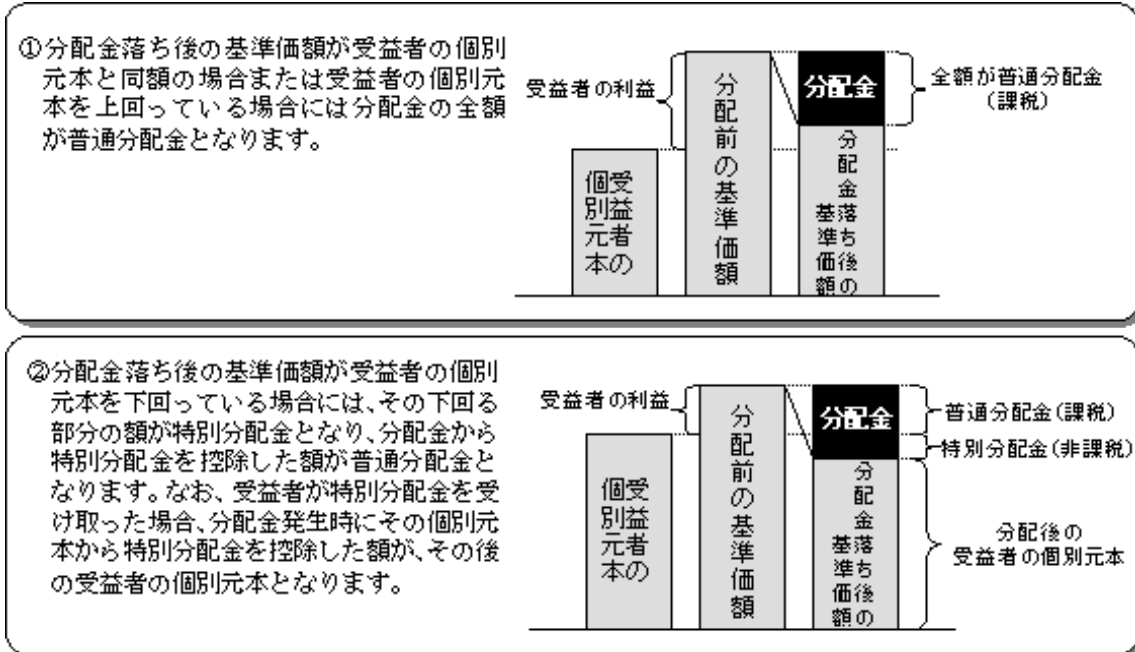 ①分配金落ち後の基準価額が受益者の個別
元本と同額の場合または受益者の個別元
本を上回っている場合には分配金の全額
が普通分配金となります。
受益者の利益
個別元本
受益者の
分配前の基準価額
分配金
分配金落ち後の
基準価額
全額が普通分配金
(課税)
②分配金落ち後の基準価額が受益者の個別
元本を下回っている場合には、その下回る
部分の額が特別分配金となり、分配金から
特別分配金を控除した額が普通分配金と
なります。なお、受益者が特別分配金を受
け取った場合、分配金発生時にその個別元
本から特別分配金を控除した額が、その後
の受益者の個別元本となります。
受益者の利益
個別元本
受益者の
分配前の基準価額
分配金
分配金落ち後の
基準価額
普通分配金(課税)
特別分配金(非課税)
分配後の
受益者の個別元本